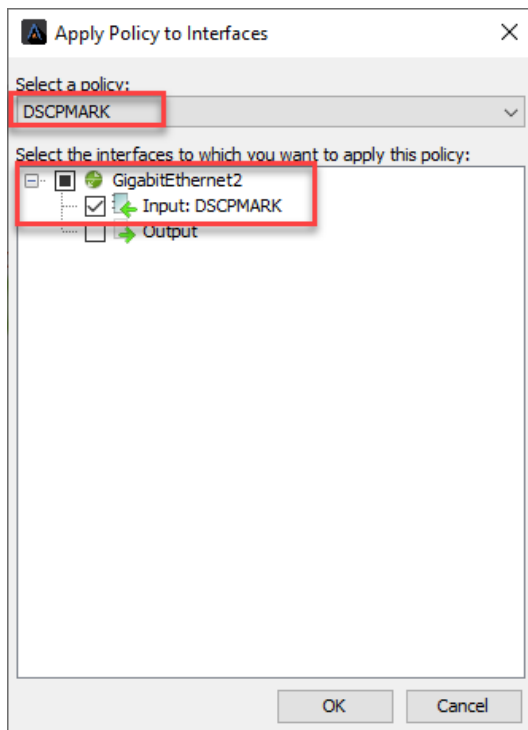 Apply Policy to Interfaces
Select a policy:
DSCPMARK
Select the interfaces to which you want to apply this policy:
GigabitEthernet2
Input: DSCPMARK
Output
OK Cancel